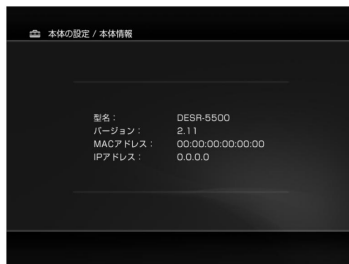 本体の設定 / 本体情報
型名： DESR-5500
バージョン： 2.11
MACアドレス： 00:00:00:00:00:00
IPアドレス： 0.0.0.0